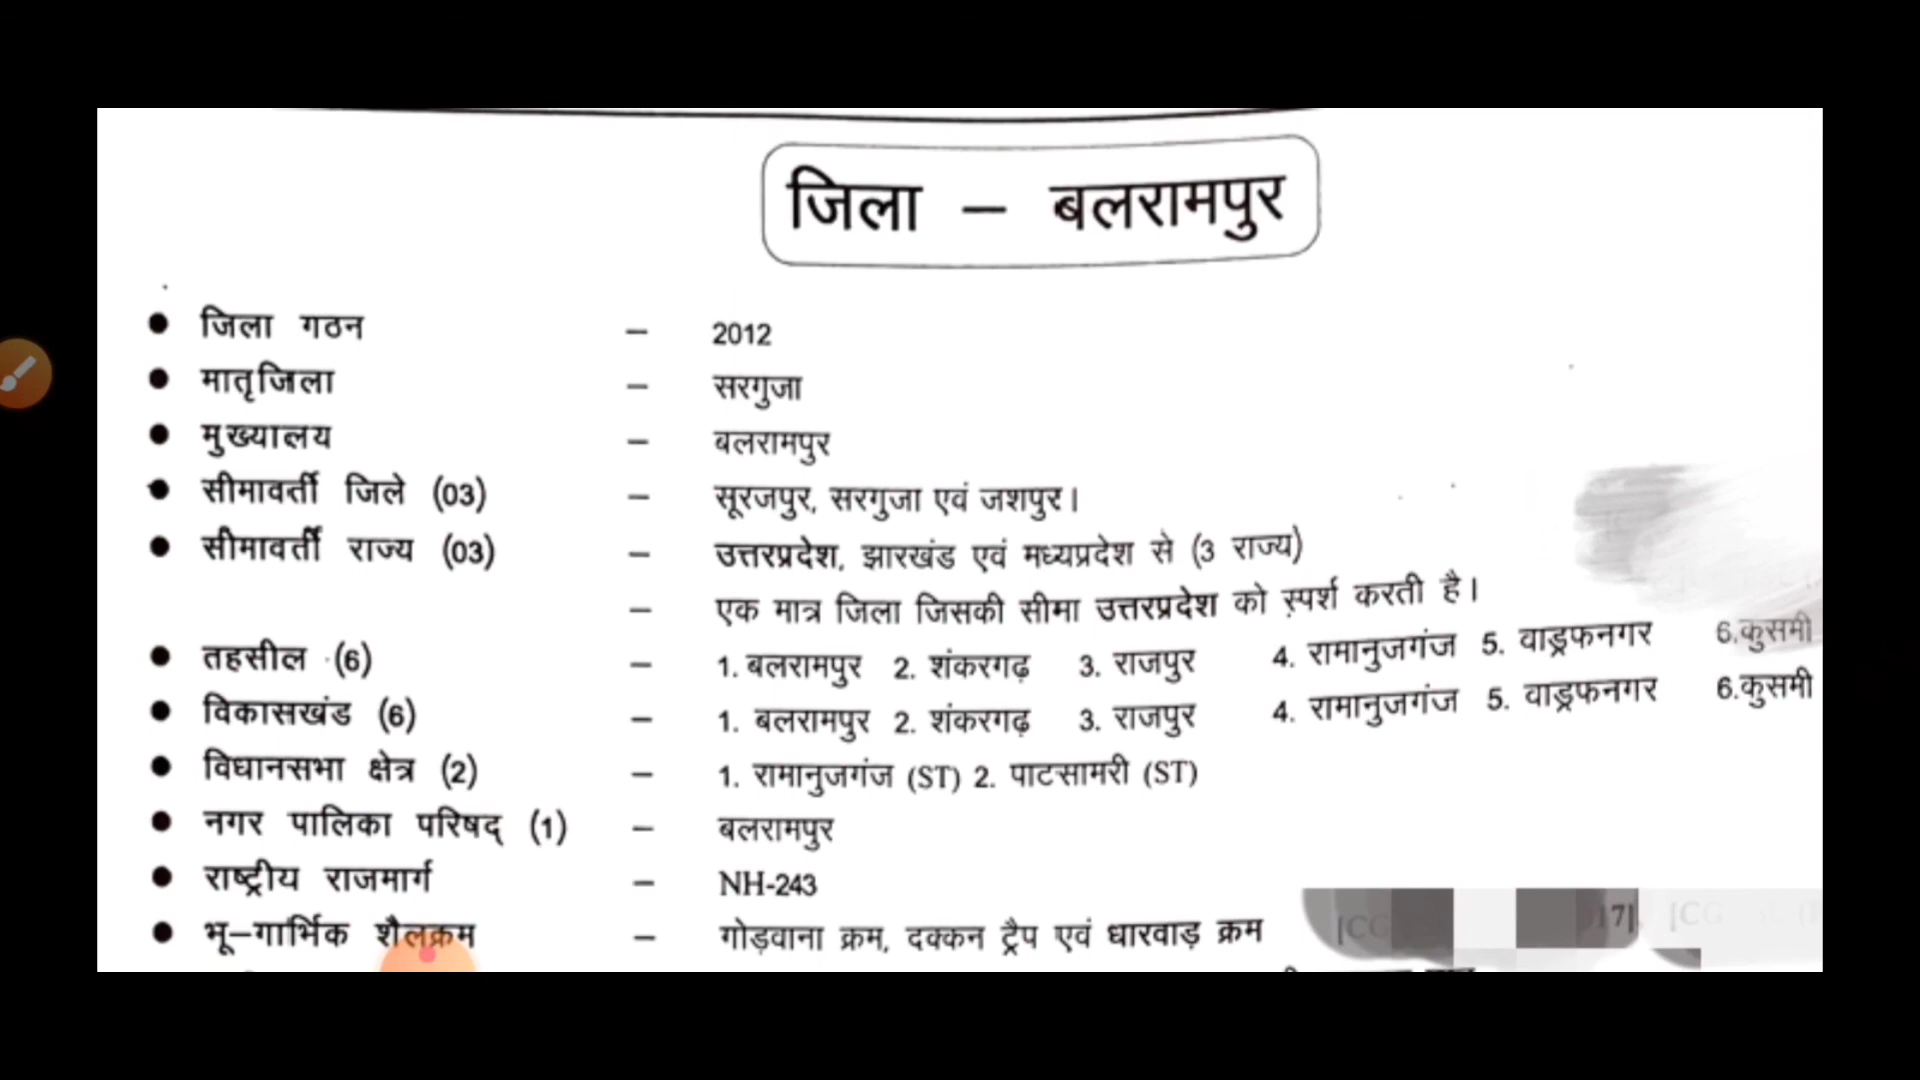 जिला – बलरामपुर
● जिला गठन – 2012
● मातृजिला – सरगुजा
● मुख्यालय – बलरामपुर
● सीमावर्ती जिले (03) – सूरजपुर, सरगुजा एवं जशपुर।
● सीमावर्ती राज्य (03) – उत्तरप्रदेश, झारखंड एवं मध्यप्रदेश से (3 राज्य)
– एक मात्र जिला जिसकी सीमा उत्तरप्रदेश को स्पर्श करती है।
● तहसील (6) – 1. बलरामपुर 2. शंकरगढ़ 3. राजपुर 4. रामानुजगंज 5. वाड्रफनगर 6.कुसमी
● विकासखंड (6) – 1. बलरामपुर 2. शंकरगढ़ 3. राजपुर 4. रामानुजगंज 5. वाड्रफनगर 6.कुसमी
● विधानसभा क्षेत्र (2) – 1. रामानुजगंज (ST) 2. पाटसामरी (ST)
● नगर पालिका परिषद् (1) – बलरामपुर
● राष्ट्रीय राजमार्ग – NH-243
● भू–गार्भिक शैलक्रम – गोड़वाना क्रम, दक्कन ट्रैप एवं धारवाड़ क्रम [CG 17], [CG